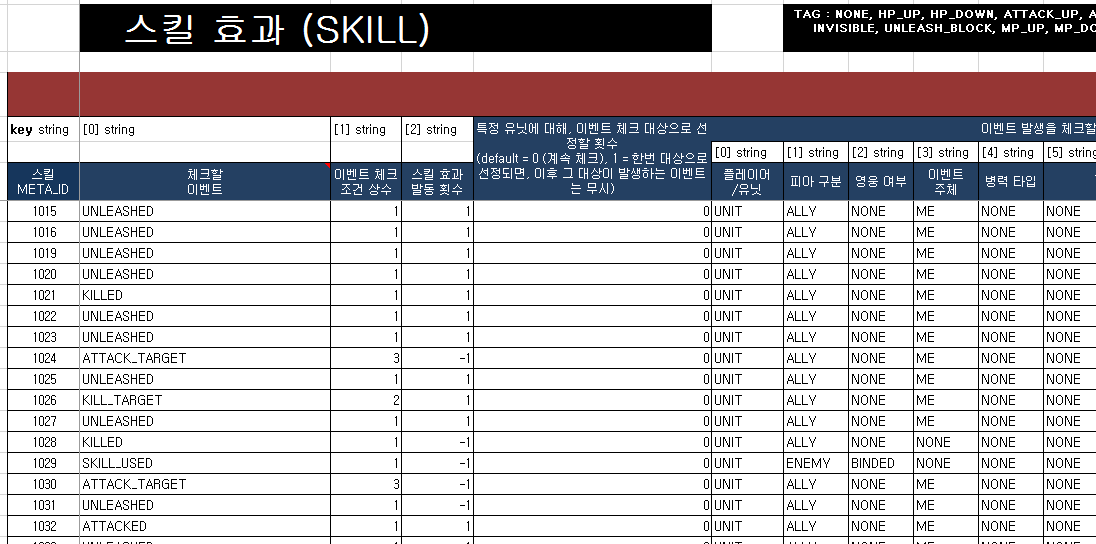 스킬 효과 (SKILL)
TAG : NONE, HP_UP, HP_DOWN, ATTACK_UP,
INVISIBLE, UNLEASH_BLOCK, MP_UP,
key string [0] string [1] string [2] string
특정 유닛에 대해, 이벤트 체크 대상으로 선
정할 횟수
(default = 0 (계속 체크), 1 = 한번 대상으로
선정되면, 이후 그 대상이 발생하는 이벤트
는 무시)
이벤트 발생을 체크할
[0] string [1] string [2] string [3] string [4] string [5] string
스킬
META_ID
체크할
이벤트
이벤트 체크
조건 상수
스킬 효과
발동 횟수
플레이어
/유닛
피아 구분
영웅 여부
이벤트
주체
병력 타입
1015 UNLEASHED 1 1 0 UNIT ALLY NONE ME NONE NONE
1016 UNLEASHED 1 1 0 UNIT ALLY NONE ME NONE NONE
1019 UNLEASHED 1 1 0 UNIT ALLY NONE ME NONE NONE
1020 UNLEASHED 1 1 0 UNIT ALLY NONE ME NONE NONE
1021 KILLED 1 1 0 UNIT ALLY NONE ME NONE NONE
1022 UNLEASHED 1 1 0 UNIT ALLY NONE ME NONE NONE
1023 UNLEASHED 1 1 0 UNIT ALLY NONE ME NONE NONE
1024 ATTACK_TARGET 3 -1 0 UNIT ALLY NONE ME NONE NONE
1025 UNLEASHED 1 1 0 UNIT ALLY NONE ME NONE NONE
1026 KILL_TARGET 2 1 0 UNIT ALLY NONE ME NONE NONE
1027 UNLEASHED 1 1 0 UNIT ALLY NONE ME NONE NONE
1028 KILLED 1 -1 0 UNIT ALLY NONE NONE NONE NONE
1029 SKILL_USED 1 -1 0 UNIT ENEMY BINDED NONE NONE NONE
1030 ATTACK_TARGET 3 -1 0 UNIT ALLY NONE ME NONE NONE
1031 UNLEASHED 1 -1 0 UNIT ALLY NONE ME NONE NONE
1032 ATTACKED 1 1 0 UNIT ALLY NONE ME NONE NONE